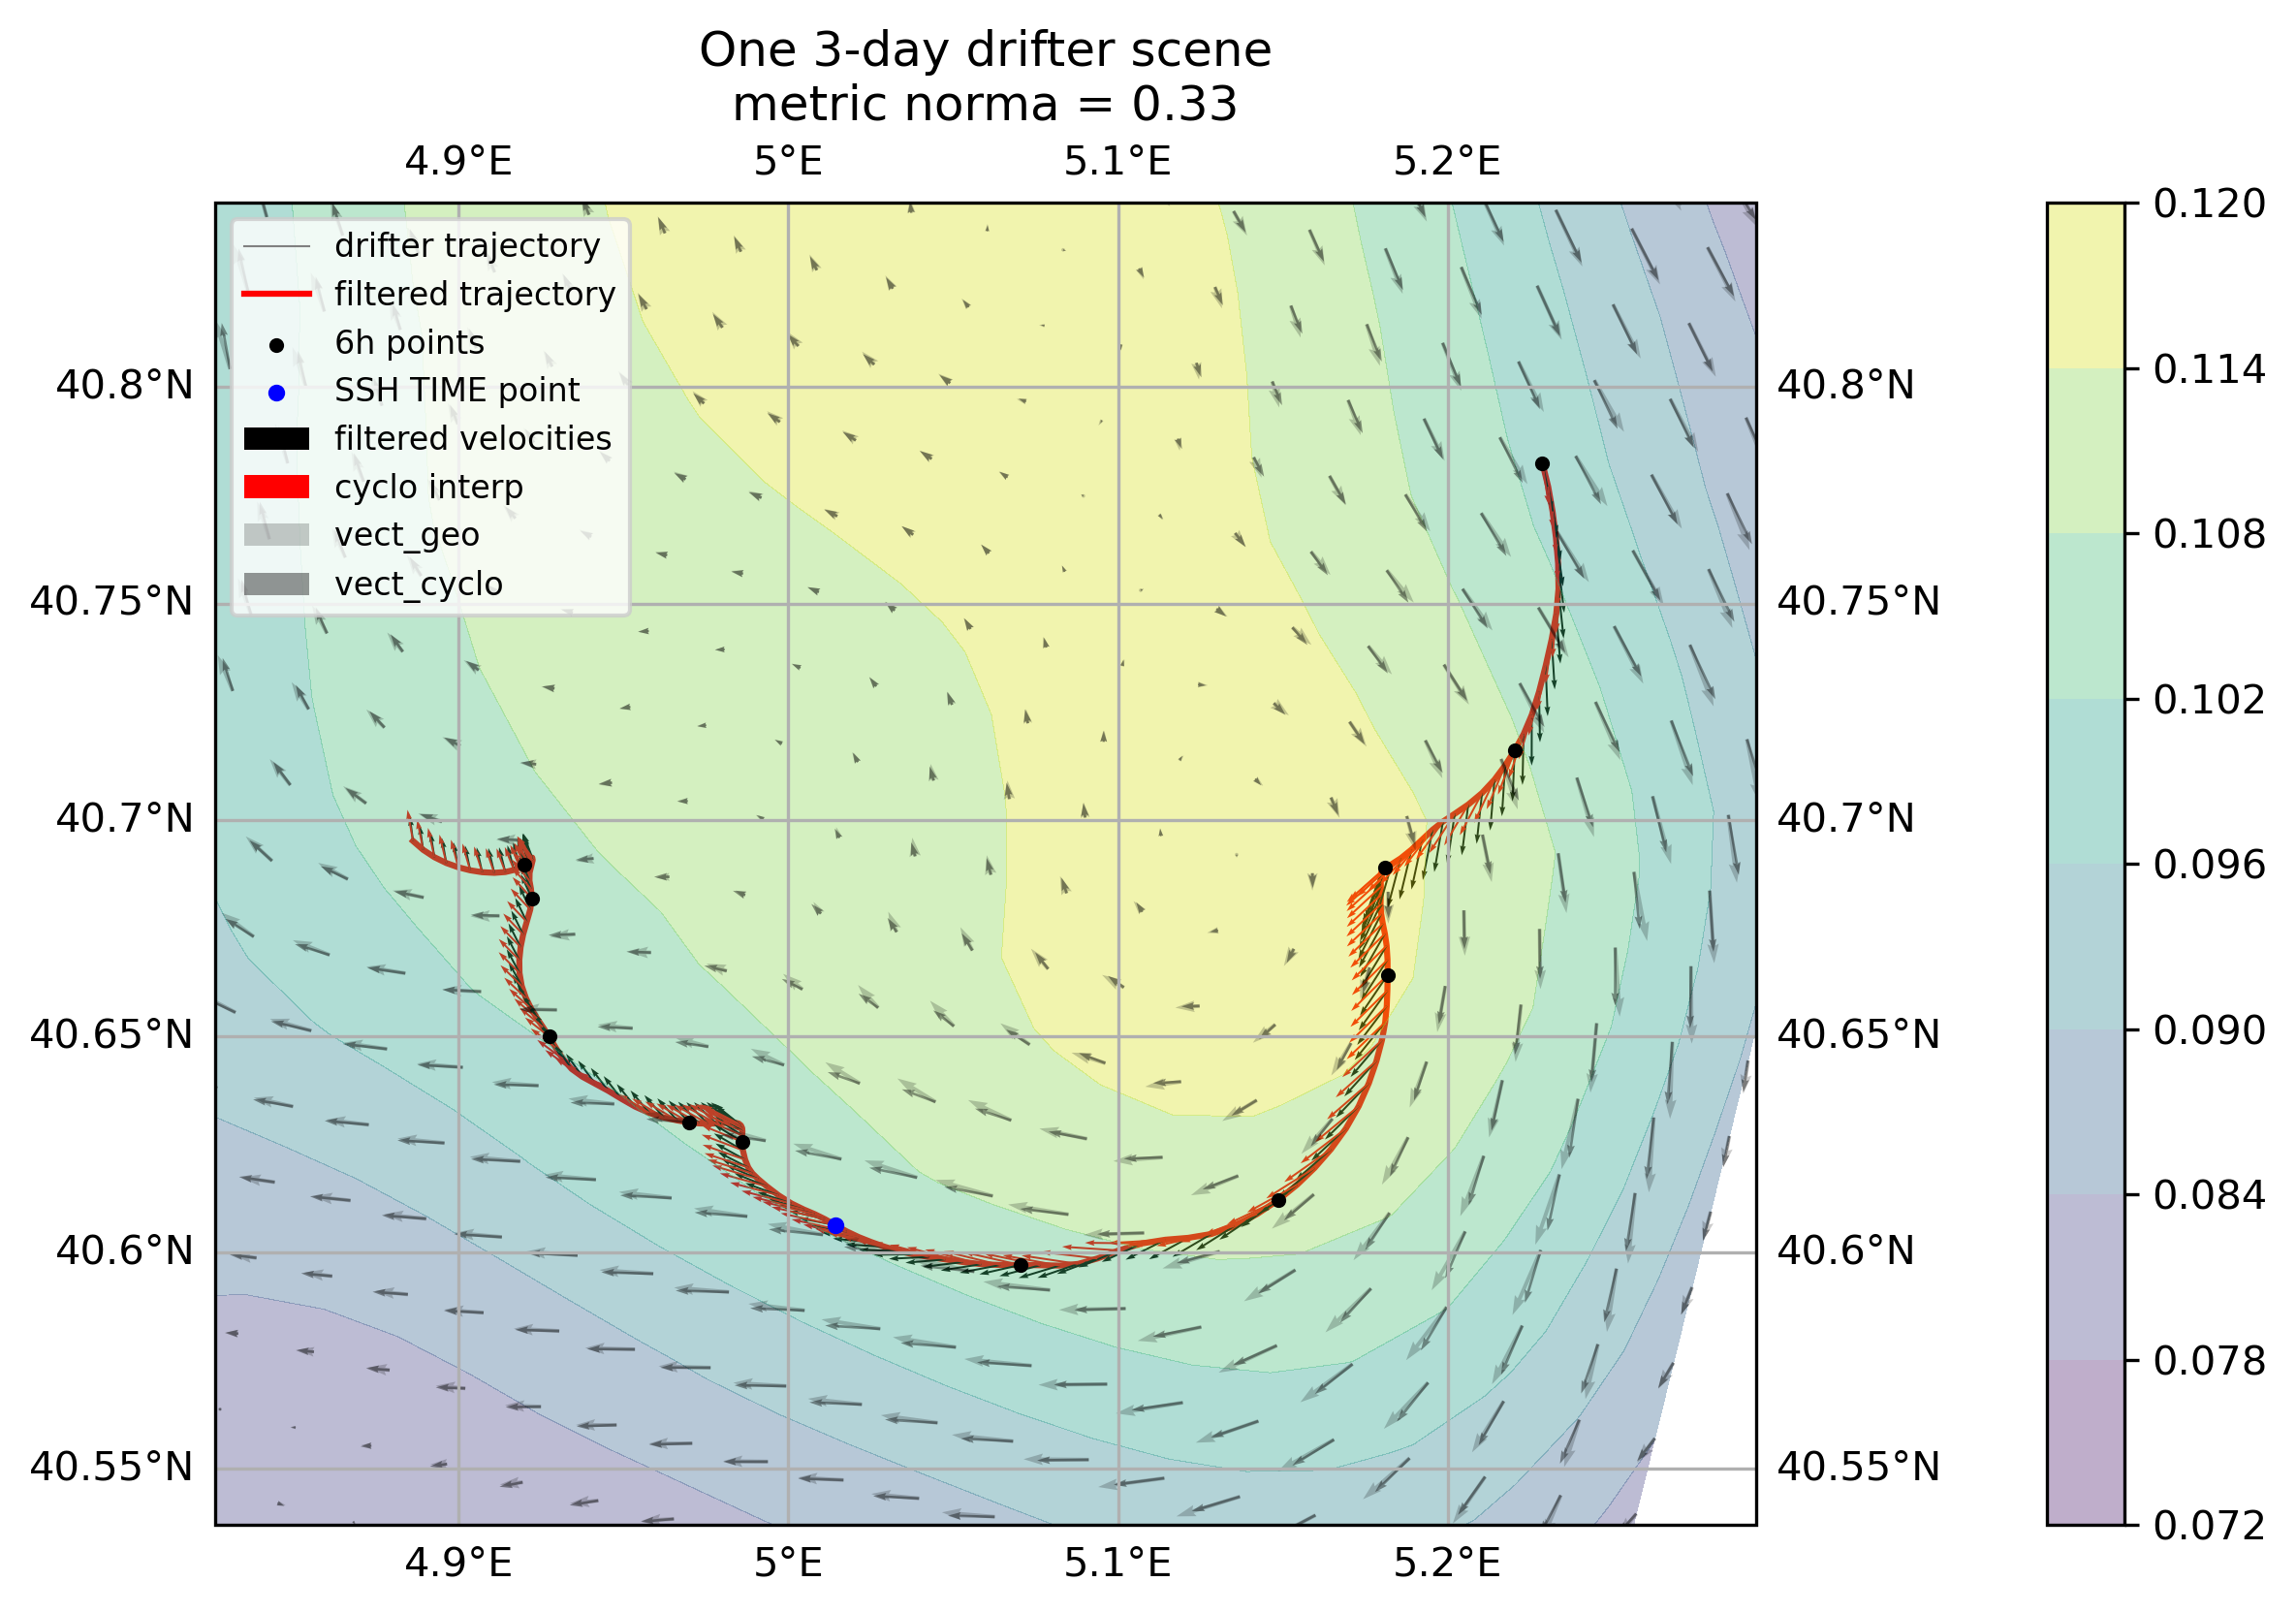 One 3-day drifter scene
metric norma = 0.33
4.9°E 5°E 5.1°E 5.2°E
drifter trajectory
filtered trajectory
6h points
SSH TIME point
filtered velocities
cyclo interp
vect_geo
vect_cyclo
40.8°N 40.8°N
40.75°N 40.75°N
40.7°N 40.7°N
40.65°N 40.65°N
40.6°N 40.6°N
40.55°N 40.55°N
4.9°E 5°E 5.1°E 5.2°E
0.120
0.114
0.108
0.102
0.096
0.090
0.084
0.078
0.072